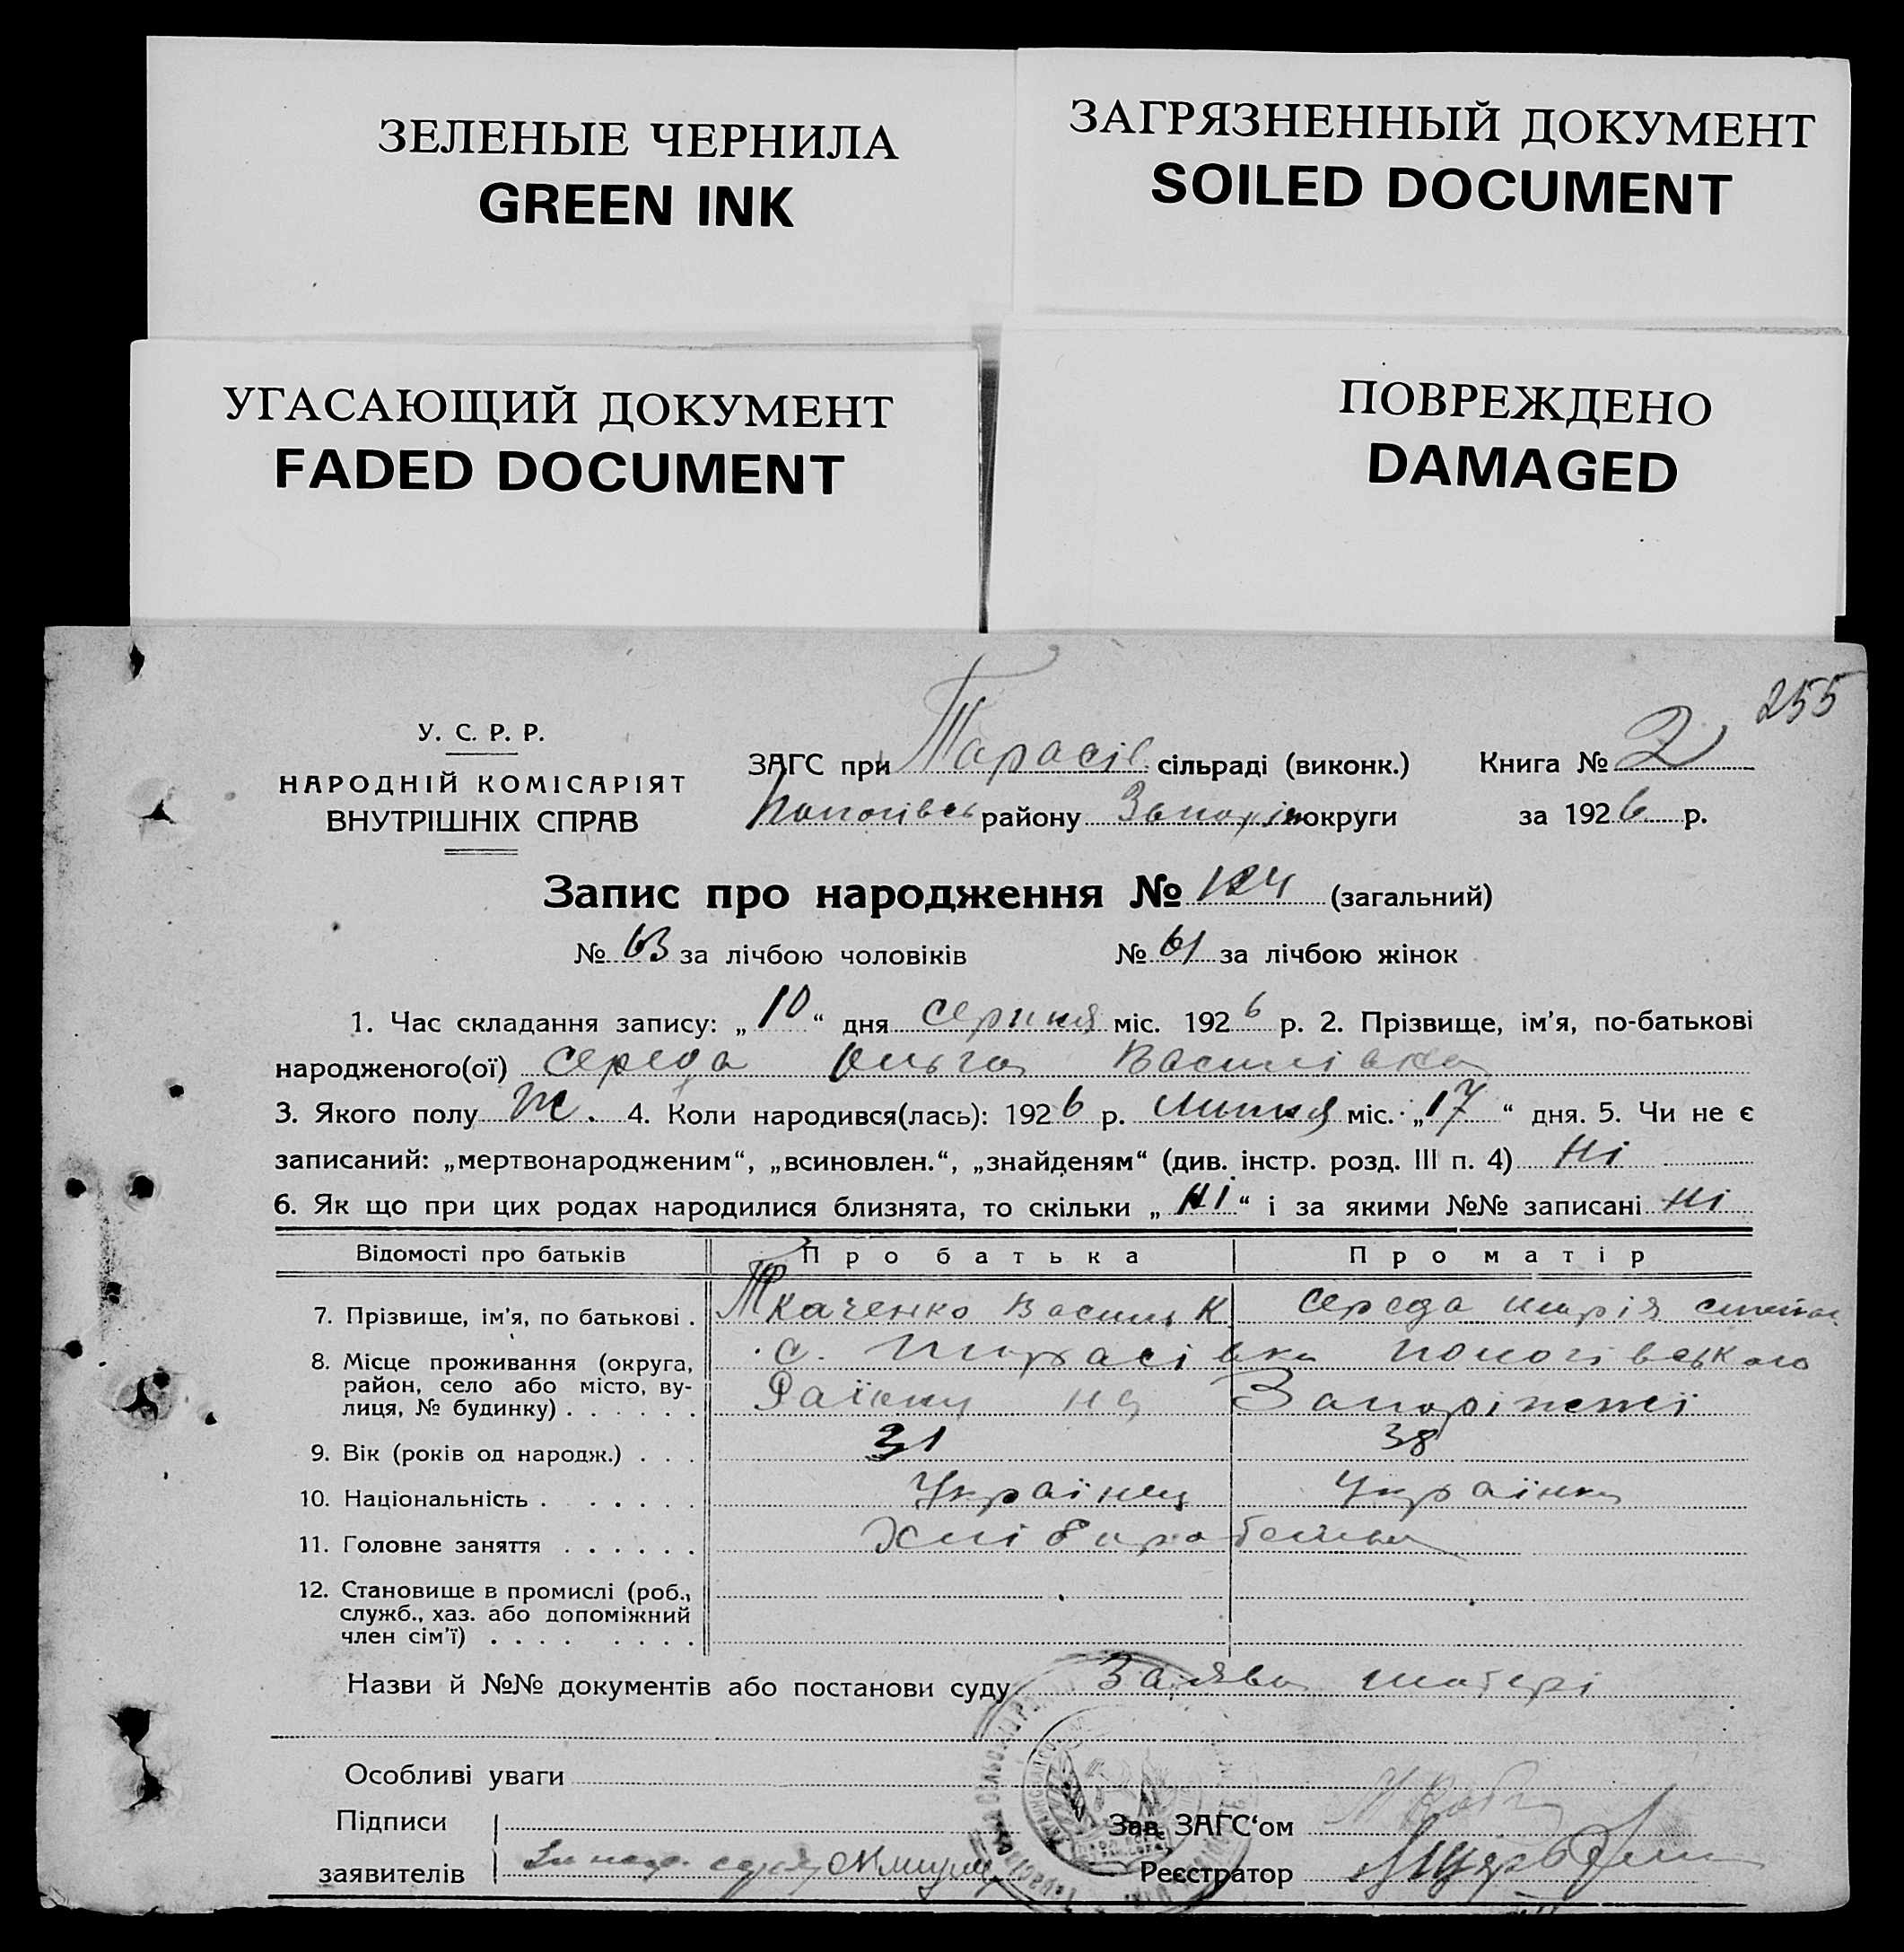 ЗЕЛЕНЫЕ ЧЕРНИЛА
GREEN INK
ЗАГРЯЗНЕННЫЙ ДОКУМЕНТ
SOILED DOCUMENT
УГАСАЮЩИЙ ДОКУМЕНТ
FADED DOCUMENT
ПОВРЕЖДЕНО
DAMAGED
255
У. С. Р. Р.
НАРОДНІЙ КОМІСАРІЯТ
ВНУТРІШНІХ СПРАВ
ЗАГС при Тарасів. сільраді (виконк.)
Пологівсь району Запоріж округи
Книга № 2
за 1926 р.
Запис про народження № 124 (загальний)
№ 63 за лічбою чоловіків № 61 за лічбою жінок
1. Час складання запису: „10“ дня серпня міс. 1926 р. 2. Прізвище, ім'я, по-батькові
народженого(ої) Середа Ольга Василівна
3. Якого полу Ж. 4. Коли народився(лась): 1926 р. липня міс. „17“ дня. 5. Чи не є
записаний: „мертвонародженим“, „всиновлен.“, „знайденям“ (див. інстр. розд. III п. 4) Ні
6. Як що при цих родах народилися близнята, то скільки „Ні“ і за якими №№ записані Ні
Відомості про батьків Про батька Про матір
7. Прізвище, ім'я, по батькові . Ткаченко Василь К Середа Марія Степан.
8. Місце проживання (округа, с. Тарасівка Пологівського
район, село або місто, ву-
лиця, № будинку) . . . . . . Раїону на Запоріжжі
9. Вік (років од народж.) . . . 31 38
10. Національність . . . . . . Українец Українка
11. Головне заняття . . . . . . Хліборобство
12. Становище в промислі (роб.,
служб., хаз. або допоміжний
член сім'ї) . . . . . . . .
Назви й №№ документів або постанови суду Заява матері
Особливі уваги
Підписи
Зав. ЗАГС'ом
заявителів
Реєстратор